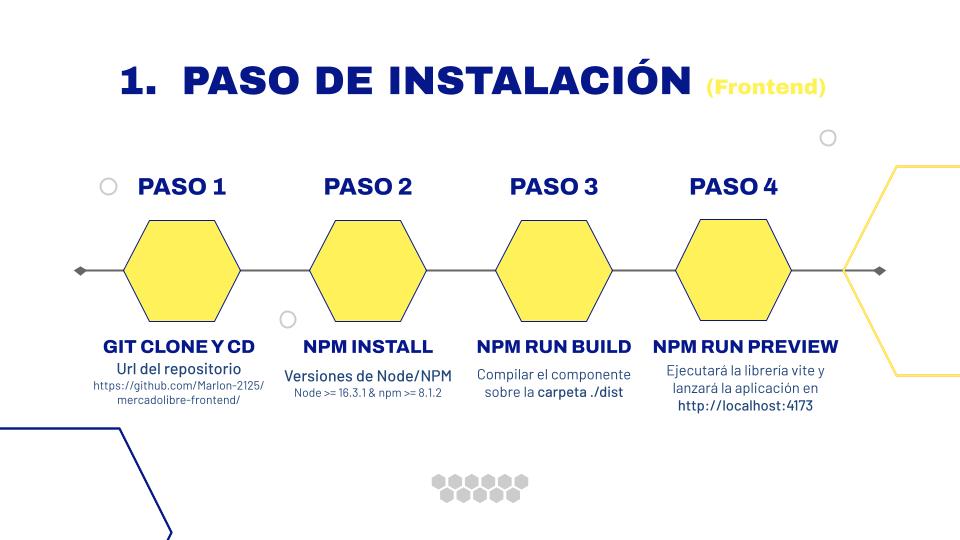 1. PASO DE INSTALACIÓN (Frontend)
PASO 1
PASO 2
PASO 3
PASO 4
GIT CLONE Y CD
Url del repositorio
https://github.com/Marlon-2125/
mercadolibre-frontend/
NPM INSTALL
Versiones de Node/NPM
Node >= 16.3.1 & npm >= 8.1.2
NPM RUN BUILD
Compilar el componente
sobre la carpeta ./dist
NPM RUN PREVIEW
Ejecutará la librería vite y
lanzará la aplicación en
http://localhost:4173